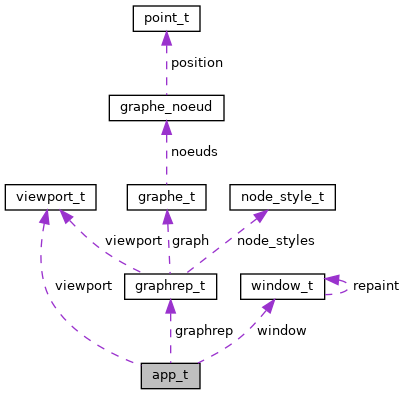 point_t
position
graphe_noeud
noeuds
viewport_t
graphe_t
node_style_t
viewport
graph
node_styles
viewport
graphrep_t
window_t
repaint
graphrep
window
app_t